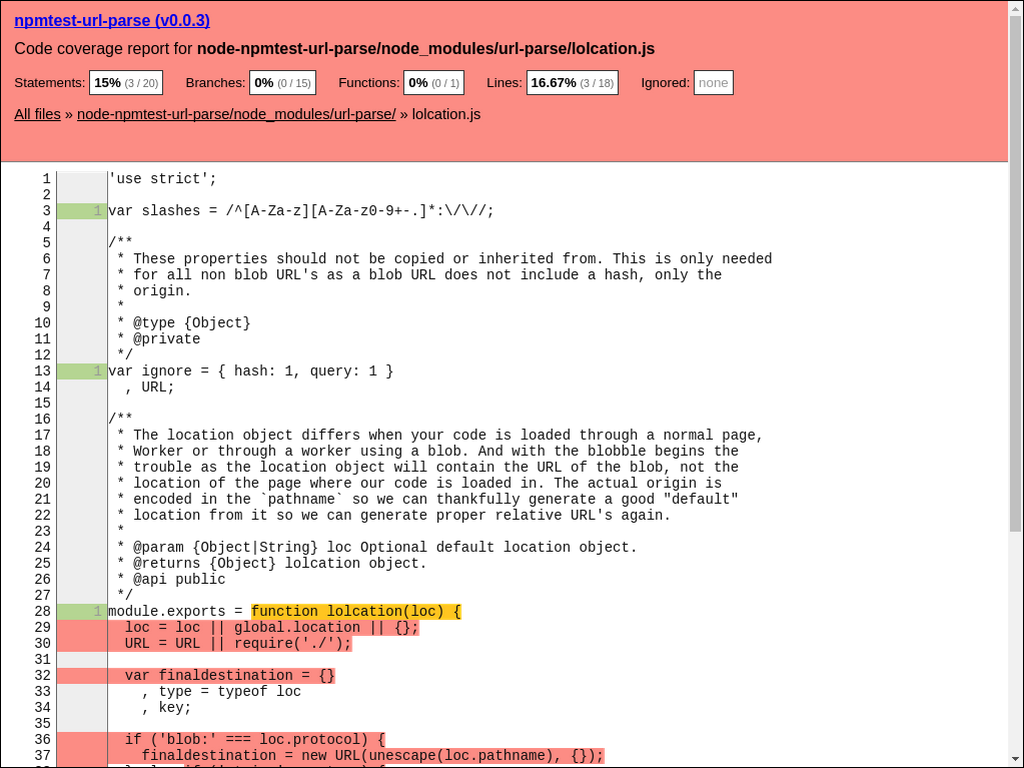 npmtest-url-parse (v0.0.3)
Code coverage report for node-npmtest-url-parse/node_modules/url-parse/lolcation.js
Statements: 15% (3 / 20) Branches: 0% (0 / 15) Functions: 0% (0 / 1) Lines: 16.67% (3 / 18) Ignored: none
All files » node-npmtest-url-parse/node_modules/url-parse/ » lolcation.js
1 'use strict';
2
3 1 var slashes = /^[A-Za-z][A-Za-z0-9+-.]*:\/\//;
4
5 /**
6 * These properties should not be copied or inherited from. This is only needed
7 * for all non blob URL's as a blob URL does not include a hash, only the
8 * origin.
9 *
10 * @type {Object}
11 * @private
12 */
13 1 var ignore = { hash: 1, query: 1 }
14 , URL;
15
16 /**
17 * The location object differs when your code is loaded through a normal page,
18 * Worker or through a worker using a blob. And with the blobble begins the
19 * trouble as the location object will contain the URL of the blob, not the
20 * location of the page where our code is loaded in. The actual origin is
21 * encoded in the `pathname` so we can thankfully generate a good "default"
22 * location from it so we can generate proper relative URL's again.
23 *
24 * @param {Object|String} loc Optional default location object.
25 * @returns {Object} lolcation object.
26 * @api public
27 */
28 1 module.exports = function lolcation(loc) {
29 loc = loc || global.location || {};
30 URL = URL || require('./');
31
32 var finaldestination = {}
33 , type = typeof loc
34 , key;
35
36 if ('blob:' === loc.protocol) {
37 finaldestination = new URL(unescape(loc.pathname), {});